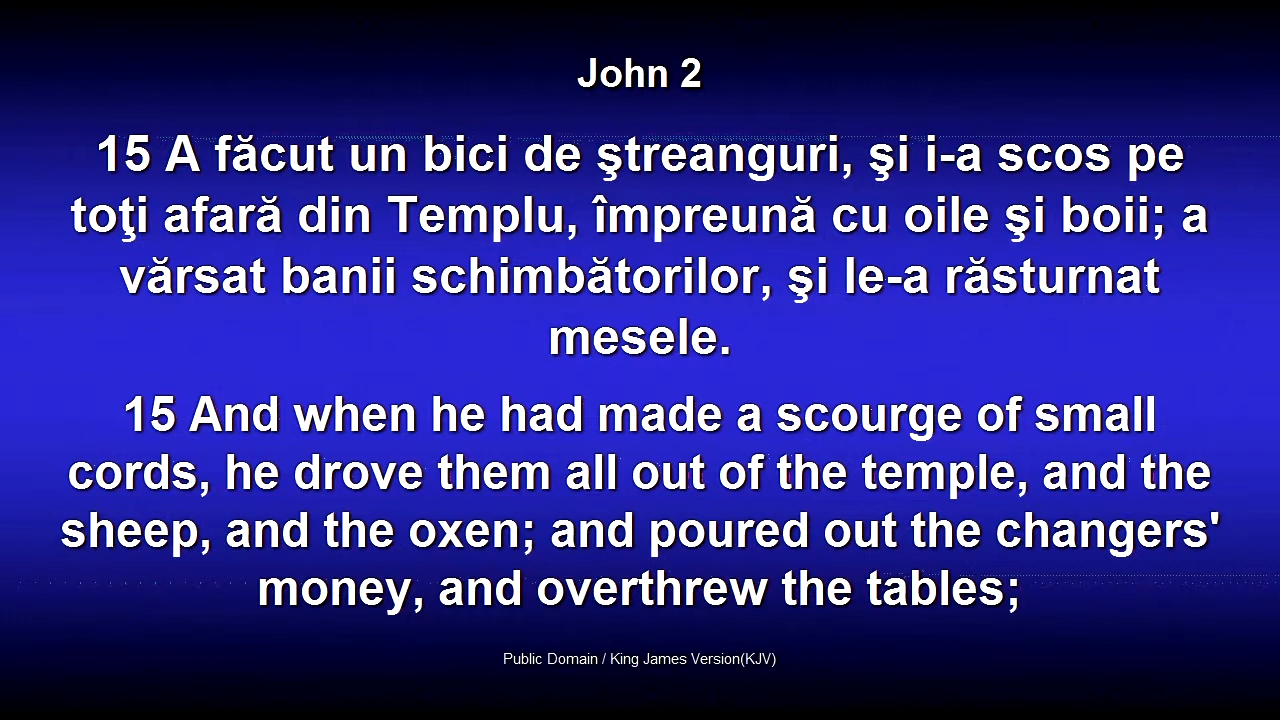 John 2
15 A făcut un bici de ştreanguri, şi i-a scos pe
toţi afară din Templu, împreună cu oile şi boii; a
vărsat banii schimbătorilor, şi le-a răsturnat
mesele.
15 And when he had made a scourge of small
cords, he drove them all out of the temple, and the
sheep, and the oxen; and poured out the changers'
money, and overthrew the tables;
Public Domain / King James Version(KJV)